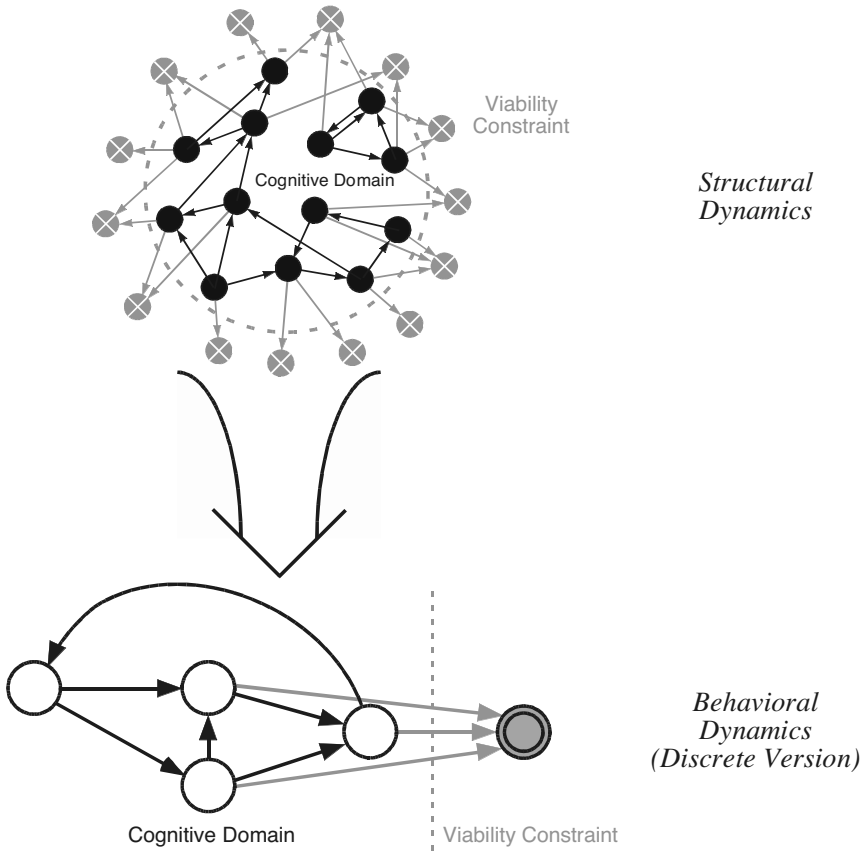 Viability
Constraint
Cognitive Domain
Structural
Dynamics
Behavioral
Dynamics
(Discrete Version)
Cognitive Domain
Viability Constraint